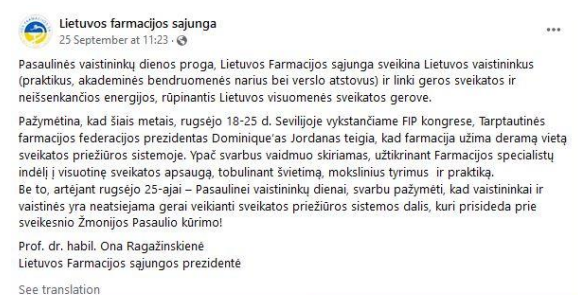 Lietuvos farmacijos sąjunga
25 September at 11:23 ·
Pasaulinės vaistininkų dienos proga, Lietuvos Farmacijos sąjunga sveikina Lietuvos vaistininkus
(praktikus, akademinės bendruomenės narius bei verslo atstovus) ir linki geros sveikatos ir
neišsenkančios energijos, rūpinantis Lietuvos visuomenės sveikatos gerove.
Pažymėtina, kad šiais metais, rugsėjo 18-25 d. Sevilijoje vykstančiame FIP kongrese, Tarptautinės
farmacijos federacijos prezidentas Dominique'as Jordanas teigia, kad farmacija užima deramą vietą
sveikatos priežiūros sistemoje. Ypač svarbus vaidmuo skiriamas, užtikrinant Farmacijos specialistų
indėlį į visuotinę sveikatos apsaugą, tobulinant švietimą, mokslinius tyrimus ir praktiką.
Be to, artėjant rugsėjo 25-ajai – Pasaulinei vaistininkų dienai, svarbu pažymėti, kad vaistininkai ir
vaistinės yra neatsiejama gerai veikianti sveikatos priežiūros sistemos dalis, kuri prisideda prie
sveikesnio Žmonijos Pasaulio kūrimo!
Prof. dr. habil. Ona Ragažinskienė
Lietuvos Farmacijos sąjungos prezidentė
See translation